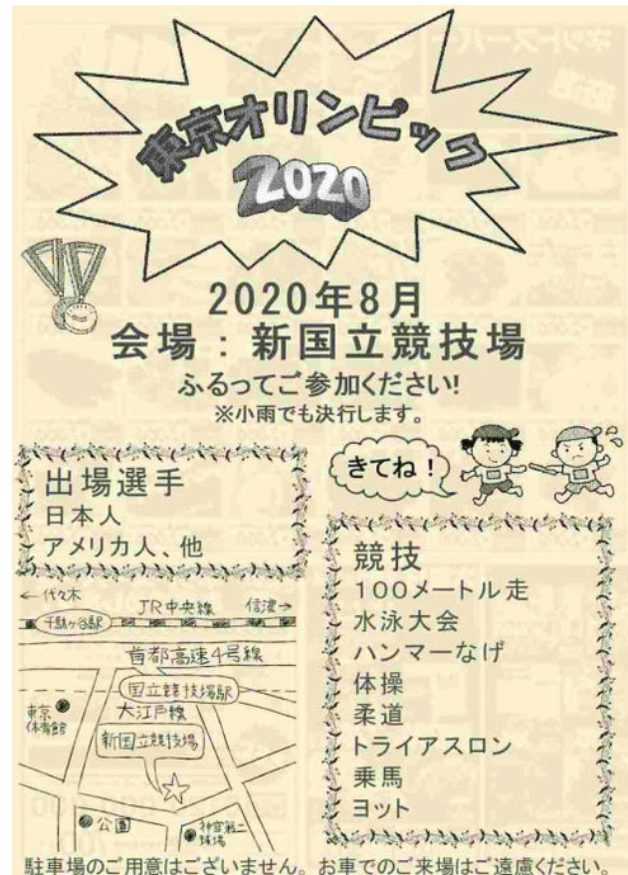 東京オリンピック
2020
2020年8月
会場：新国立競技場
ふるってご参加ください!
※小雨でも決行します。
きてね！
出場選手
日本人
アメリカ人、他
競技
100メートル走
水泳大会
ハンマーなげ
体操
柔道
トライアスロン
乗馬
ヨット
←代々木
JR中央線
信濃→
千駄ヶ谷駅
首都高速4号線
国立競技場駅
大江戸線
東京体育館
新国立競技場
公園
神宮第二球場
駐車場のご用意はございません。お車でのご来場はご遠慮ください。